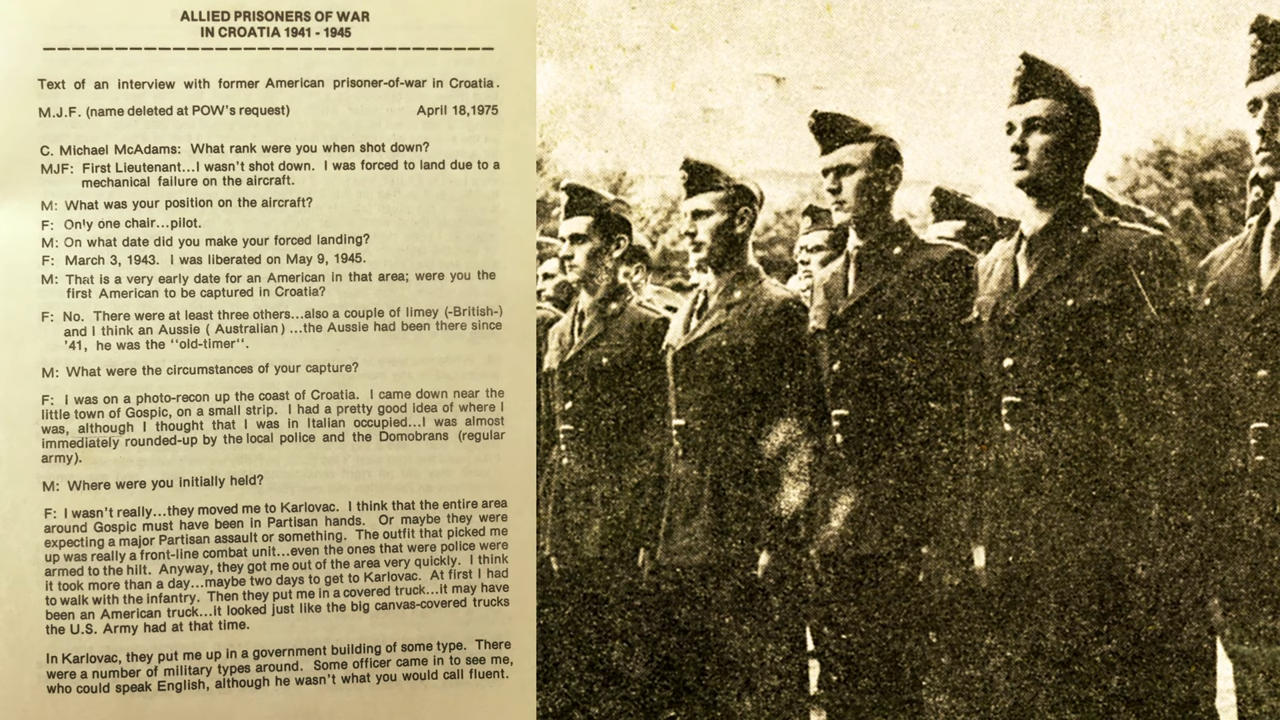 ALLIED PRISONERS OF WAR
IN CROATIA 1941 - 1945
Text of an interview with former American prisoner-of-war in Croatia.
M.J.F. (name deleted at POW's request) April 18,1975
C. Michael McAdams: What rank were you when shot down?
MJF: First Lieutenant...I wasn't shot down. I was forced to land due to a
mechanical failure on the aircraft.
M: What was your position on the aircraft?
F: Only one chair...pilot.
M: On what date did you make your forced landing?
F: March 3, 1943. I was liberated on May 9, 1945.
M: That is a very early date for an American in that area; were you the
first American to be captured in Croatia?
F: No. There were at least three others...also a couple of limey (-British-)
and I think an Aussie ( Australian ) ...the Aussie had been there since
'41, he was the "old-timer".
M: What were the circumstances of your capture?
F: I was on a photo-recon up the coast of Croatia. I came down near the
little town of Gospic, on a small strip. I had a pretty good idea of where I
was, although I thought that I was in Italian occupied...I was almost
immediately rounded-up by the local police and the Domobrans (regular
army).
M: Where were you initially held?
F: I wasn't really...they moved me to Karlovac. I think that the entire area
around Gospic must have been in Partisan hands. Or maybe they were
expecting a major Partisan assault or something. The outfit that picked me
up was really a front-line combat unit...even the ones that were police were
armed to the hilt. Anyway, they got me out of the area very quickly. I think
it took more than a day...maybe two days to get to Karlovac. At first I had
to walk with the infantry. Then they put me in a covered truck...it may have
been an American truck...it looked just like the big canvas-covered trucks
the U.S. Army had at that time.
In Karlovac, they put me up in a government building of some type. There
were a number of military types around. Some officer came in to see me,
who could speak English, although he wasn't what you would call fluent.